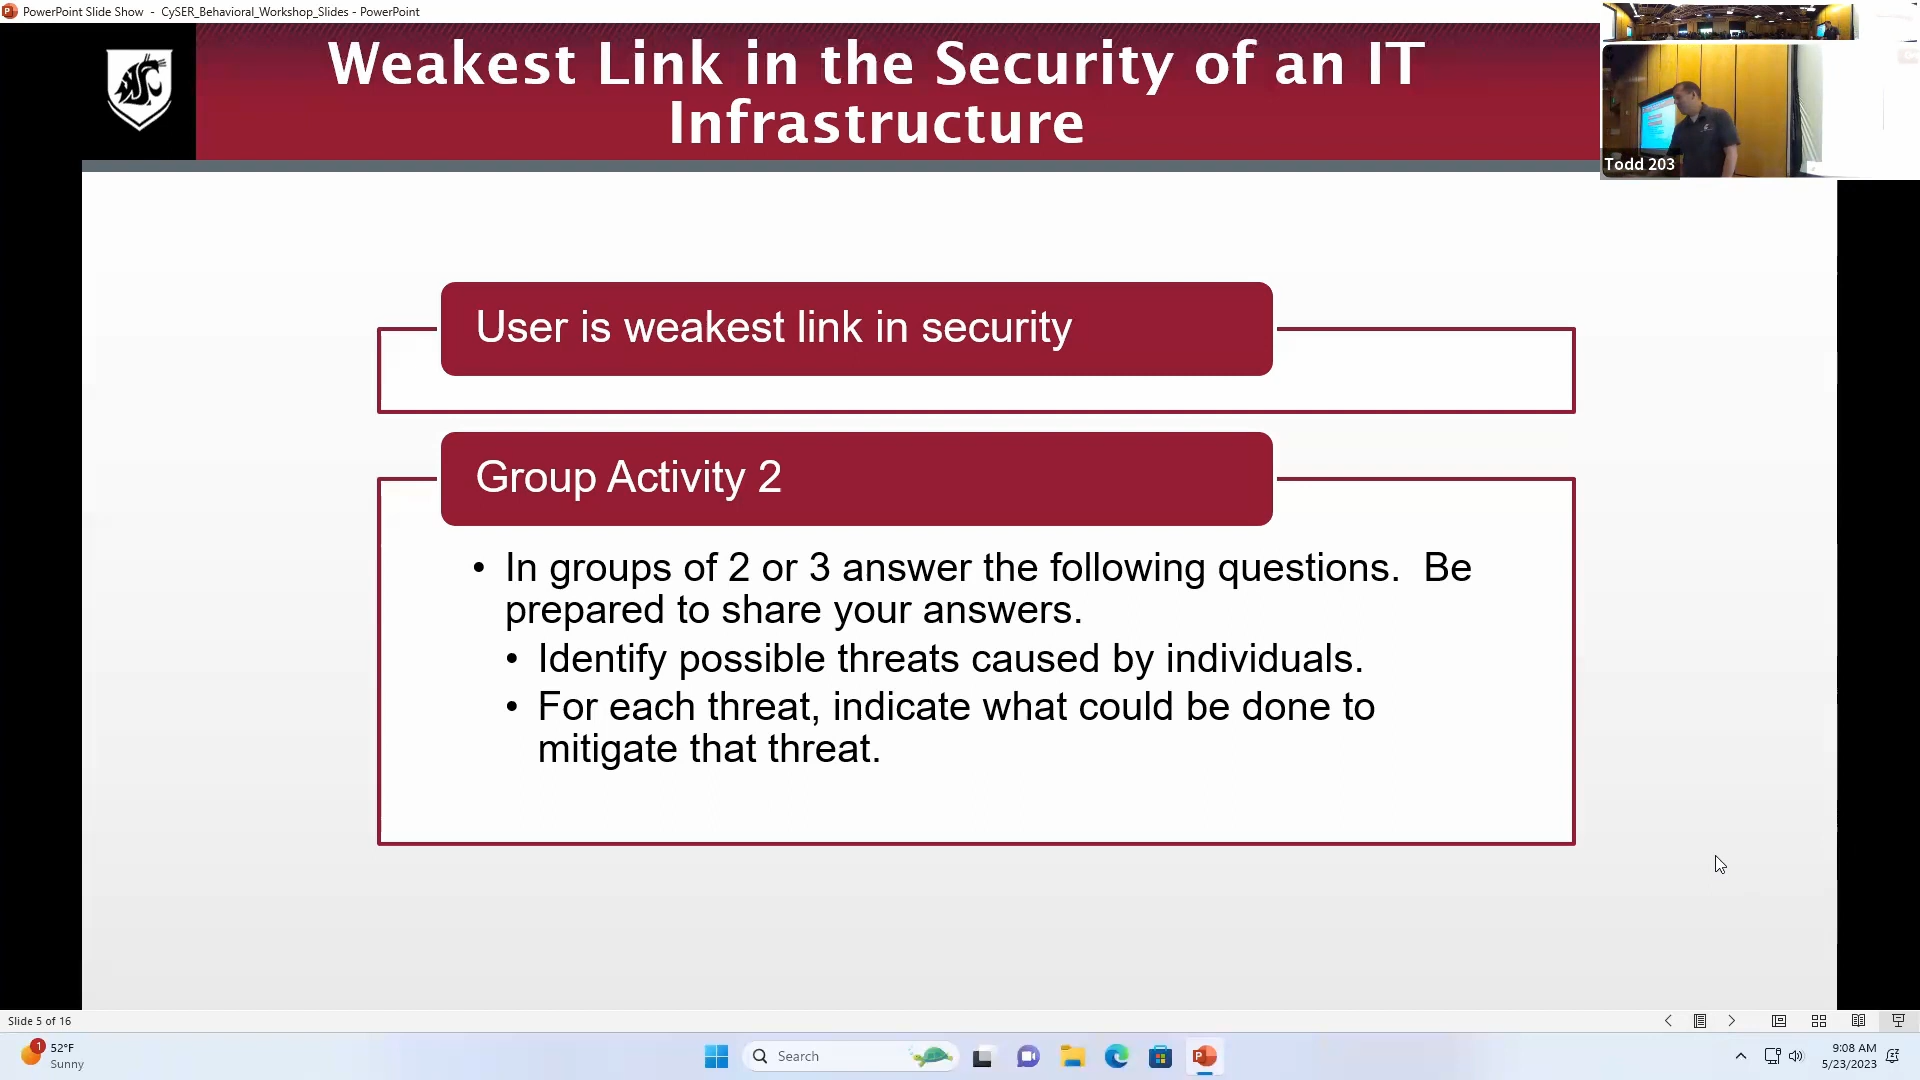 PowerPoint Slide Show - CySER_Behavioral_Workshop_Slides - PowerPoint
Weakest Link in the Security of an IT
Infrastructure
Todd 203
User is weakest link in security
Group Activity 2
• In groups of 2 or 3 answer the following questions. Be
prepared to share your answers.
• Identify possible threats caused by individuals.
• For each threat, indicate what could be done to
mitigate that threat.
Slide 5 of 16
1
52°F
Sunny
Search
9:08 AM
5/23/2023